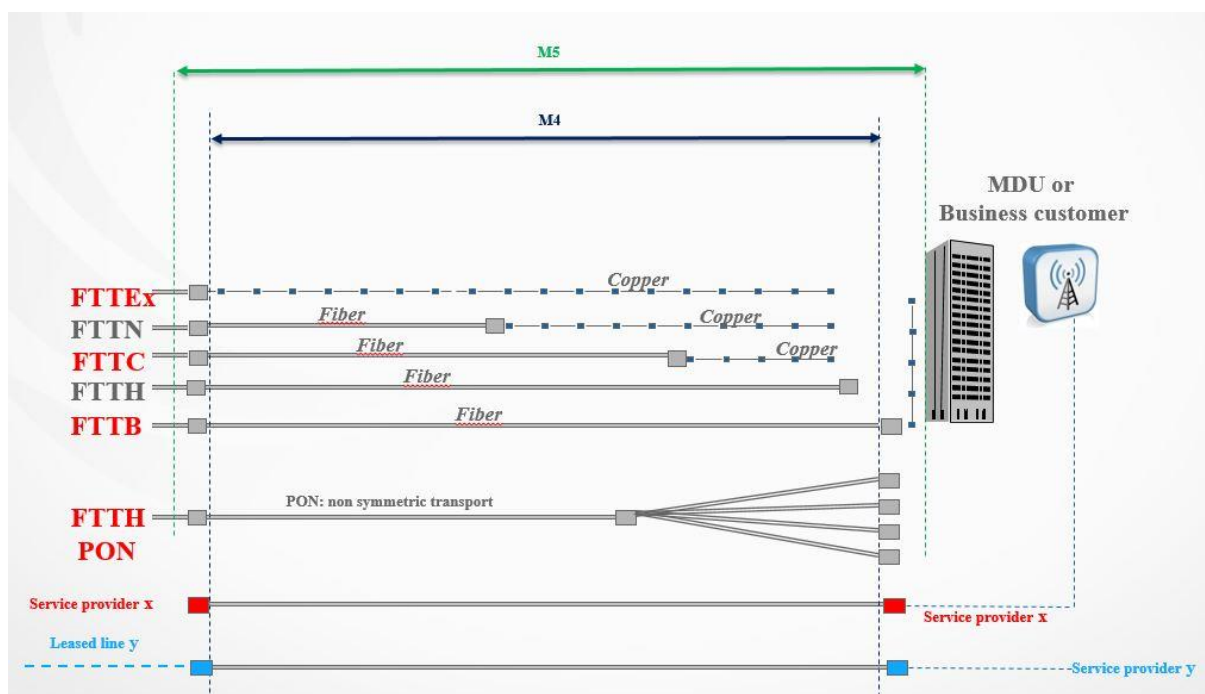 M5
M4
MDU or
Business customer
FTTEx
Copper
FTTN
Fiber
Copper
FTTC
Fiber
Copper
FTTH
Fiber
FTTB
Fiber
PON: non symmetric transport
FTTH
PON
Service provider x
Service provider x
Leased line y
Service provider y